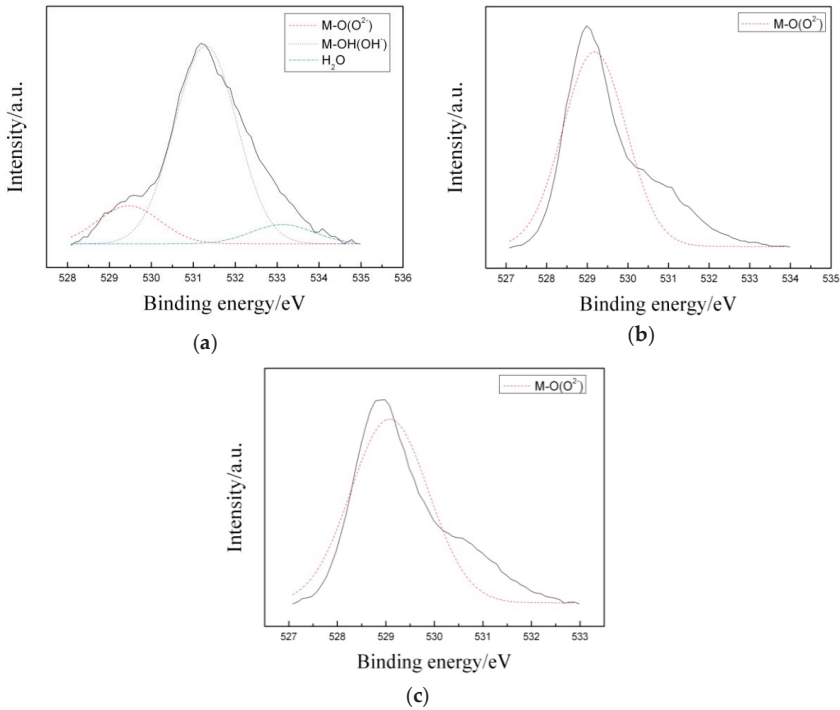 M-O(O²⁻)
M-OH(OH⁻)
H₂O
Intensity/a.u.
528 529 530 531 532 533 534 535 536
Binding energy/eV
(a)
M-O(O²⁻)
Intensity/a.u.
527 528 529 530 531 532 533 534 535
Binding energy/eV
(b)
M-O(O²⁻)
Intensity/a.u.
527 528 529 530 531 532 533
Binding energy/eV
(c)